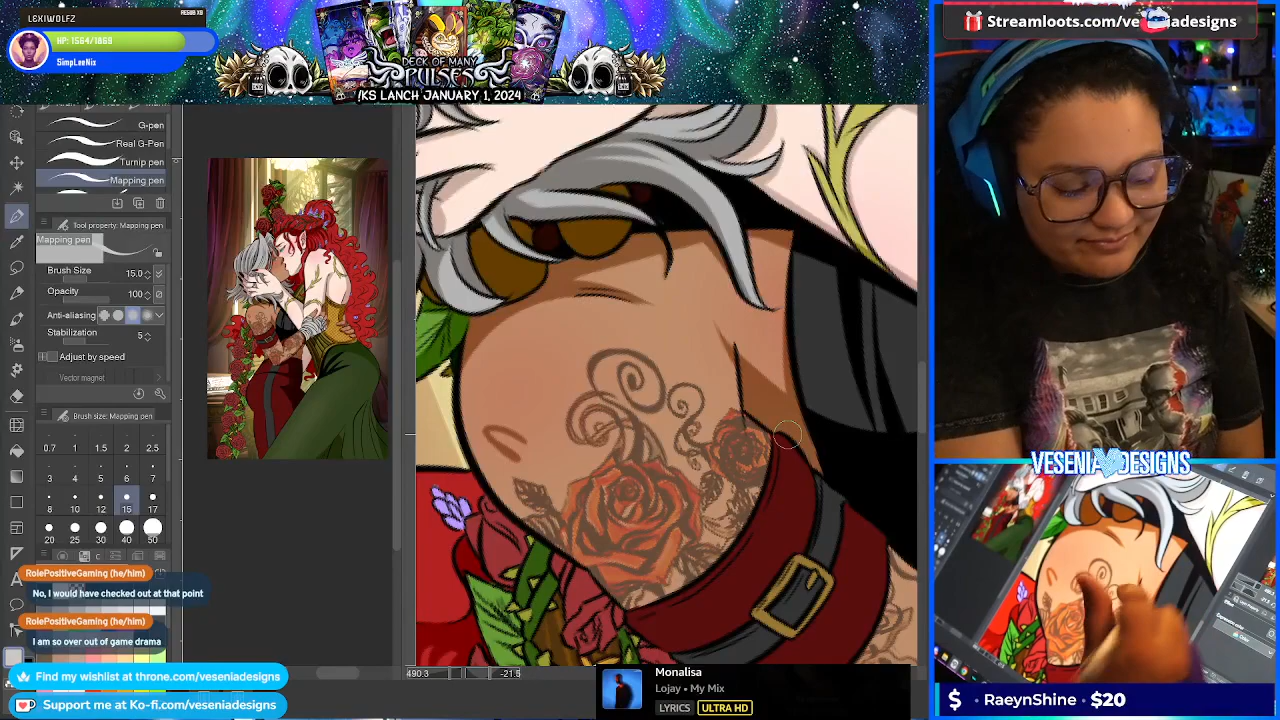 LEXIWOLFZ
HP: 1564/1869
SimpLeeNix
DECK OF MANY
PULSES
!KS LANCH JANUARY 1, 2024
G-pen
Real G-Pen
Turnip pen
Mapping pen
Tool property: Mapping pen
Mapping pen
Brush Size 15.0
Opacity 100
Anti-aliasing
Stabilization 5
Adjust by speed
Vector magnet
Brush size: Mapping pen
0.7 1 1.5 2 2.5
3 4 5 6 7
8 10 12 15 17
20 25 30 40 50
RolePositiveGaming (he/him)
No, I would have checked out at that point
RolePositiveGaming (he/him)
I am so over out of game drama
Find my wishlist at throne.com/veseniadesigns
Support me at Ko-fi.com/veseniadesigns
490.3
-21.5
Monalisa
Lojay • My Mix
LYRICS
ULTRA HD
Streamloots.com/ve iadesigns
VESENIADESIGNS
$ · RaeynShine · $20